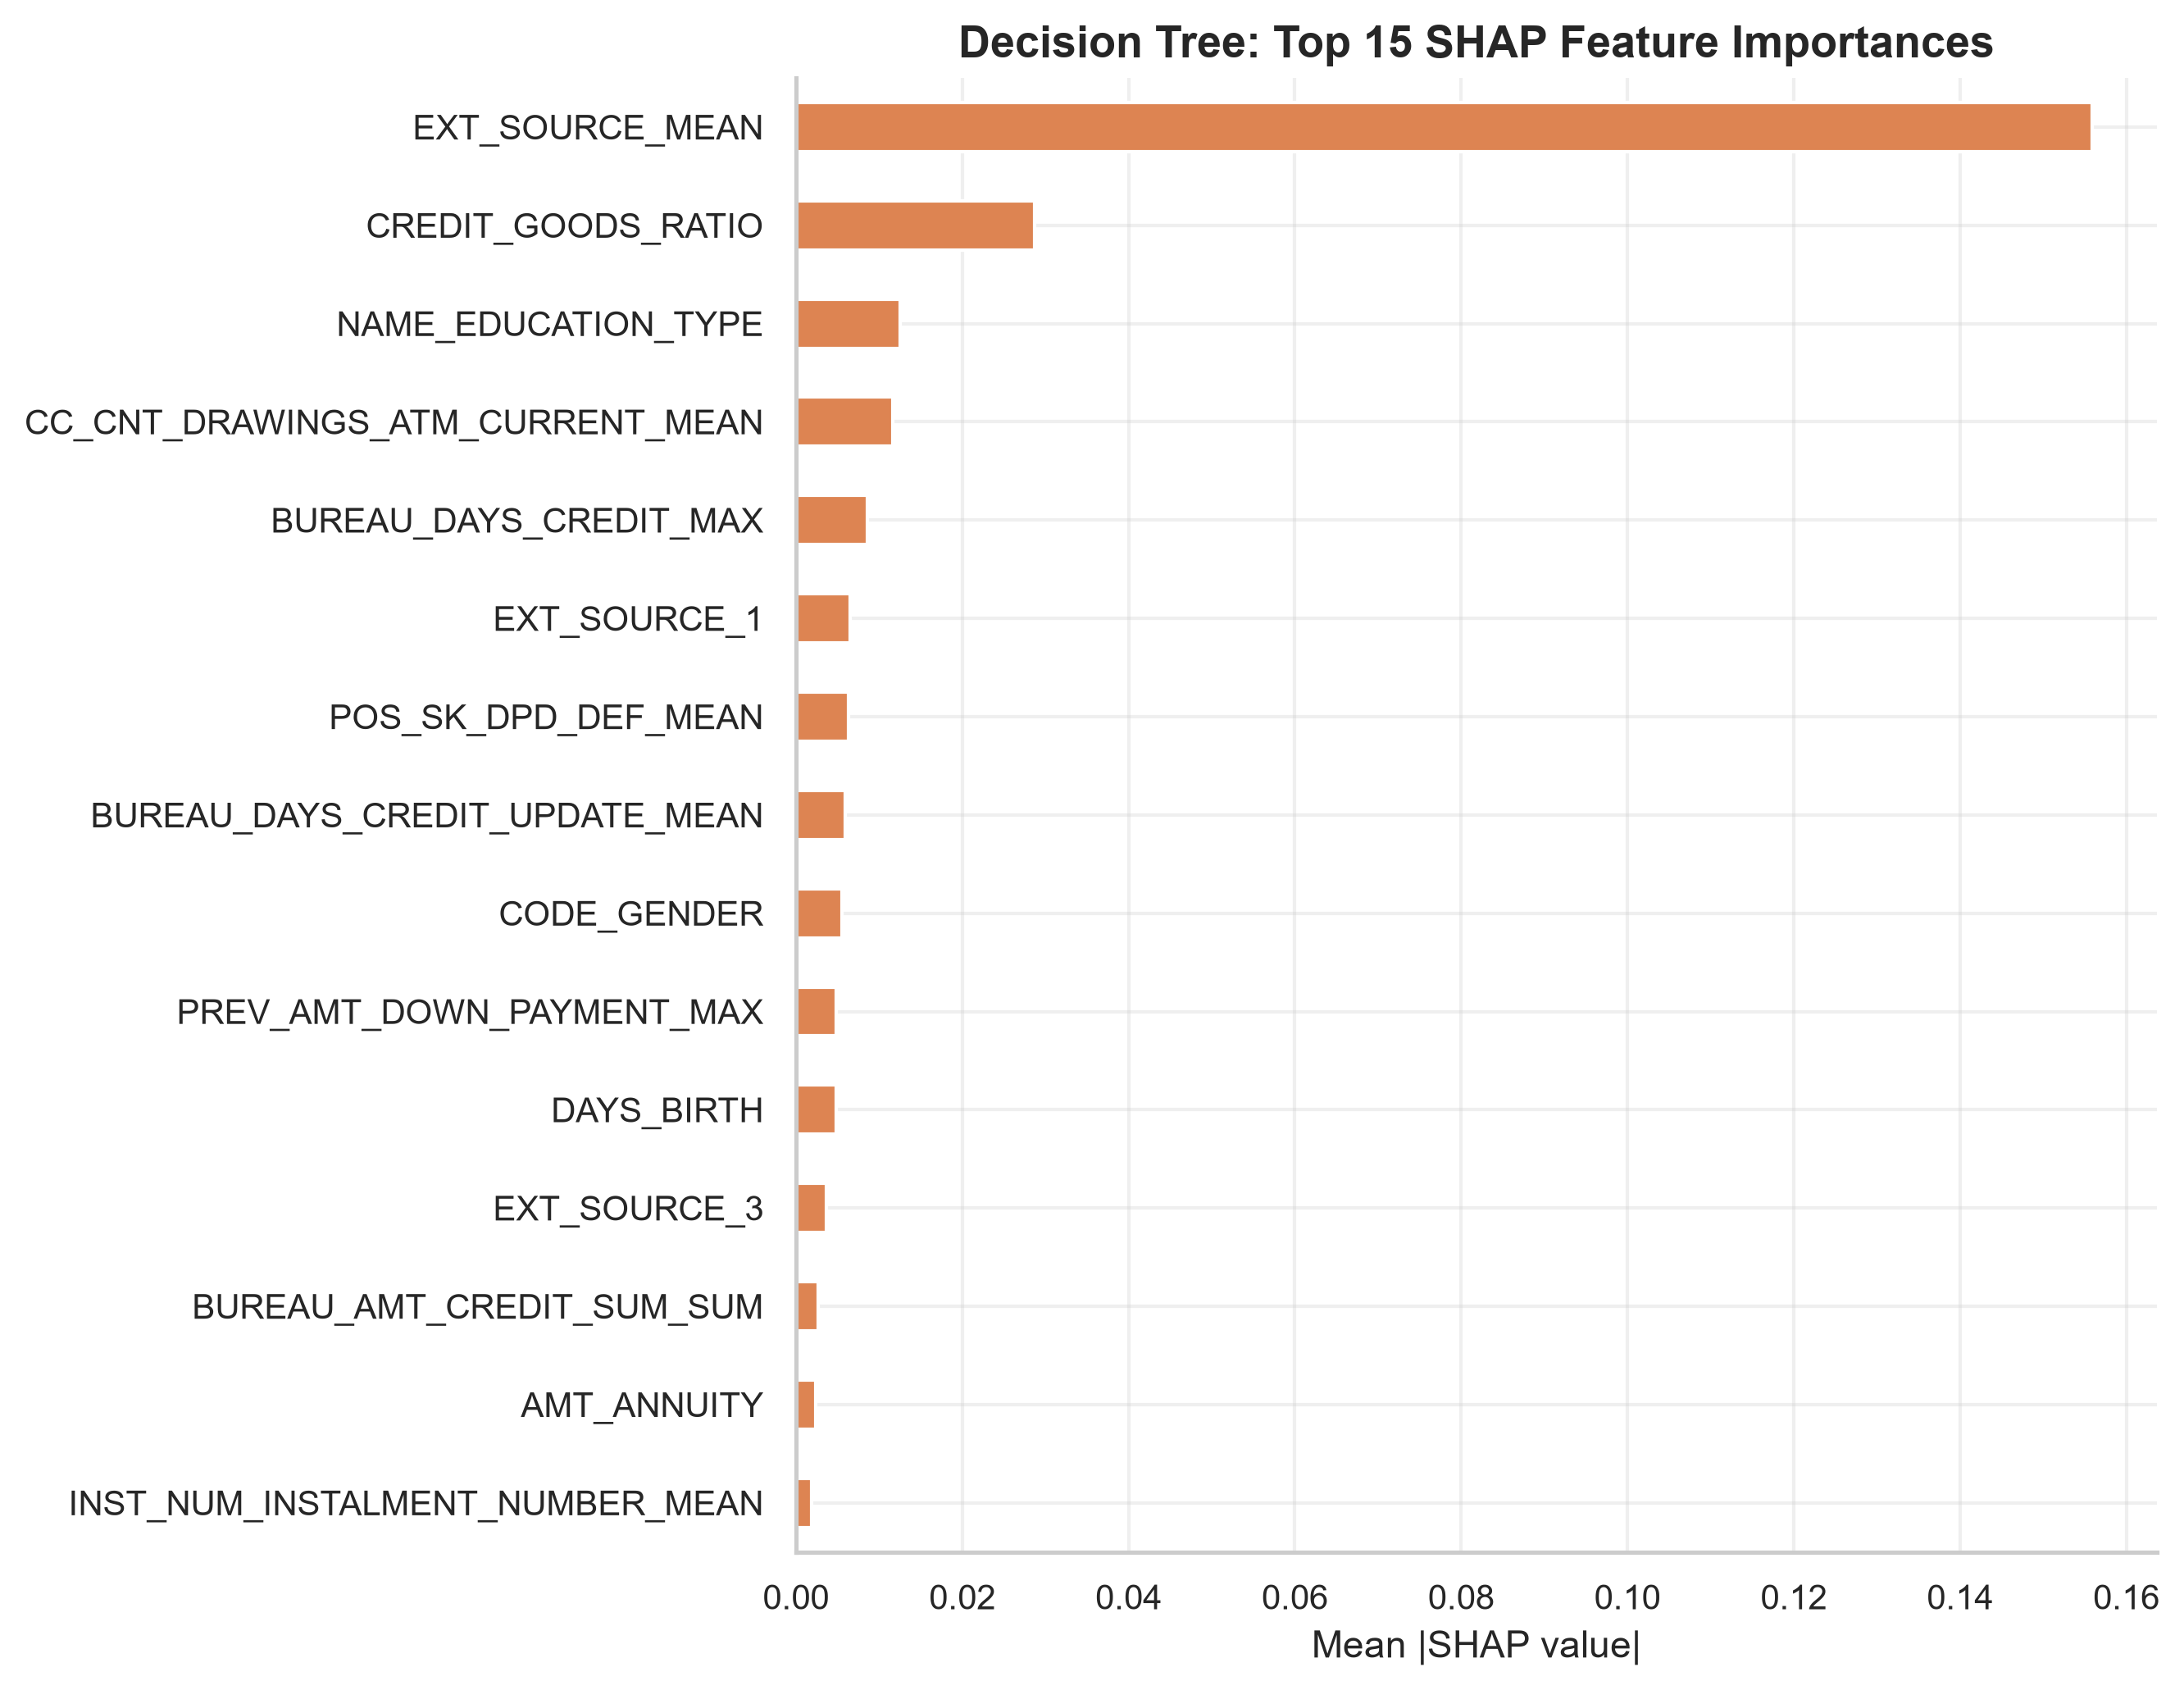 Decision Tree: Top 15 SHAP Feature Importances
EXT_SOURCE_MEAN
CREDIT_GOODS_RATIO
NAME_EDUCATION_TYPE
CC_CNT_DRAWINGS_ATM_CURRENT_MEAN
BUREAU_DAYS_CREDIT_MAX
EXT_SOURCE_1
POS_SK_DPD_DEF_MEAN
BUREAU_DAYS_CREDIT_UPDATE_MEAN
CODE_GENDER
PREV_AMT_DOWN_PAYMENT_MAX
DAYS_BIRTH
EXT_SOURCE_3
BUREAU_AMT_CREDIT_SUM_SUM
AMT_ANNUITY
INST_NUM_INSTALMENT_NUMBER_MEAN
0.00 0.02 0.04 0.06 0.08 0.10 0.12 0.14 0.16
Mean |SHAP value|